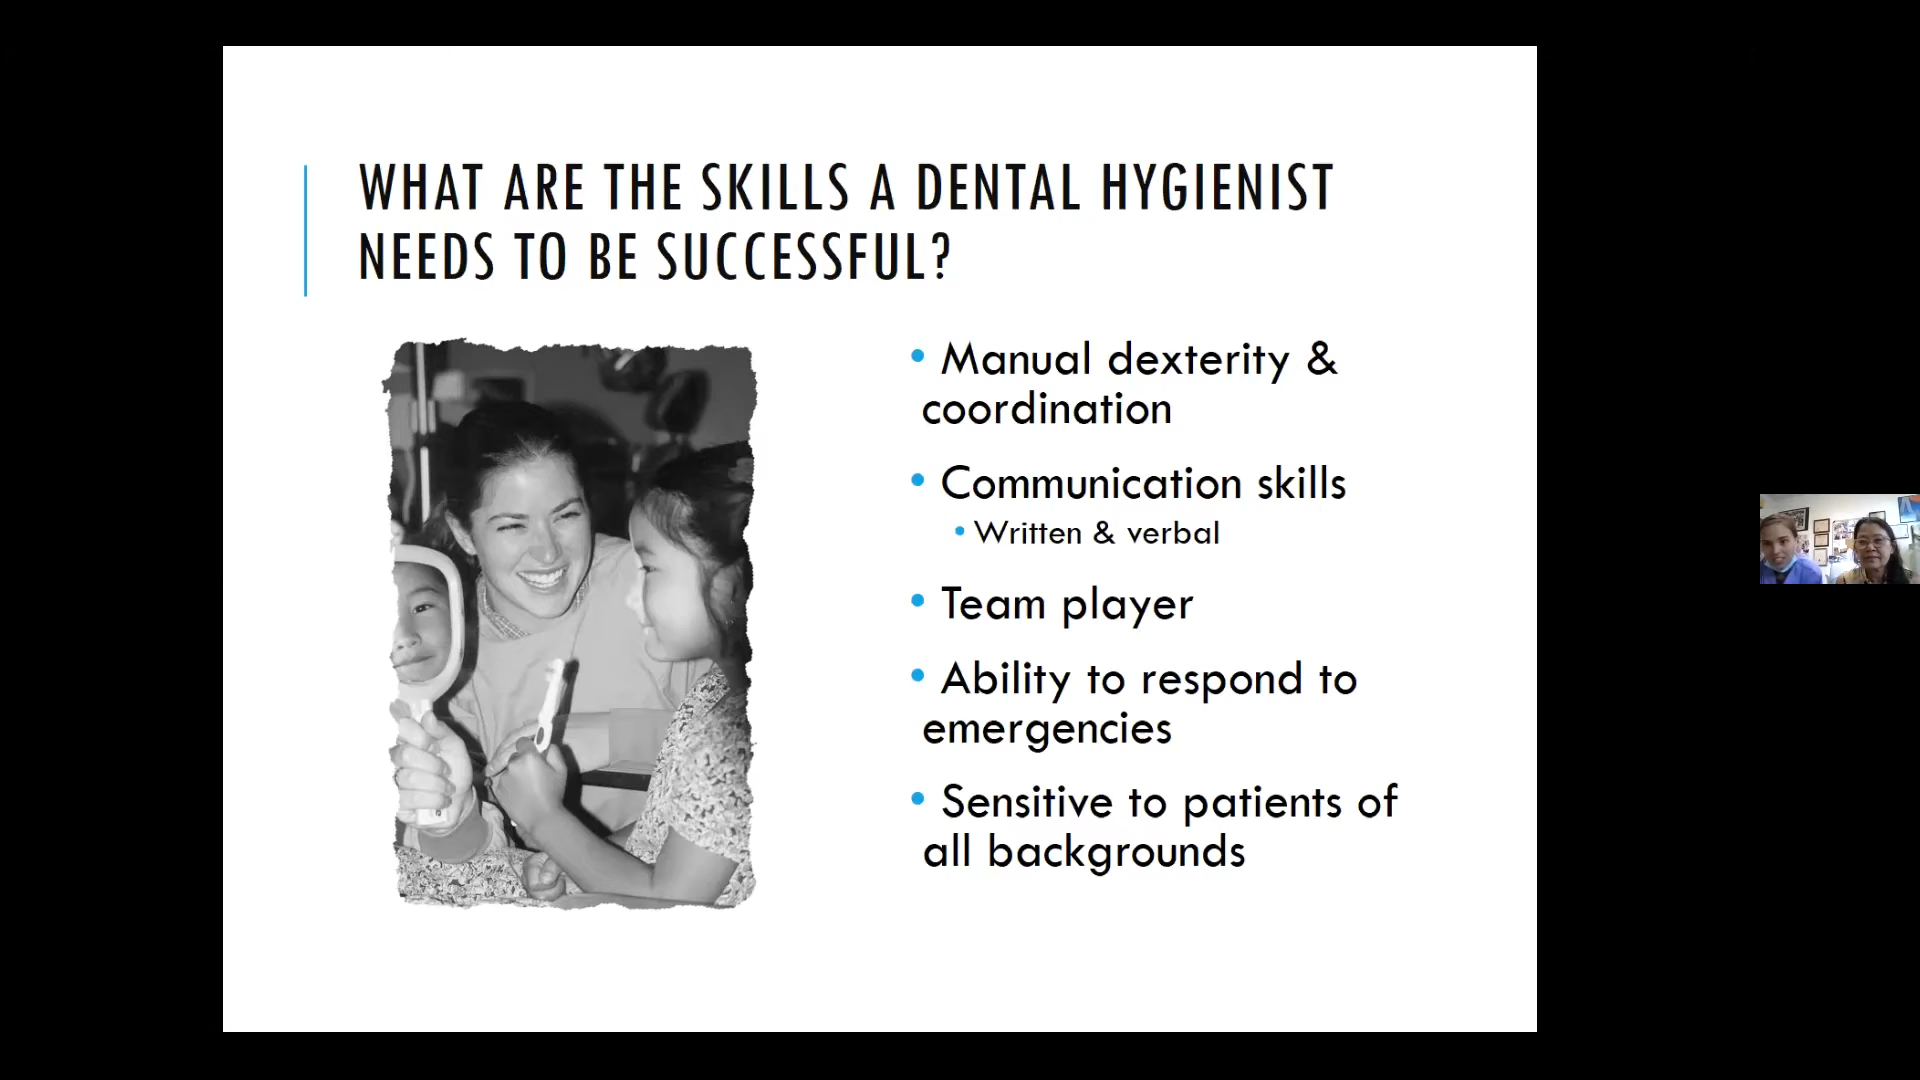 WHAT ARE THE SKILLS A DENTAL HYGIENIST
NEEDS TO BE SUCCESSFUL?
• Manual dexterity &
coordination
• Communication skills
• Written & verbal
• Team player
• Ability to respond to
emergencies
• Sensitive to patients of
all backgrounds